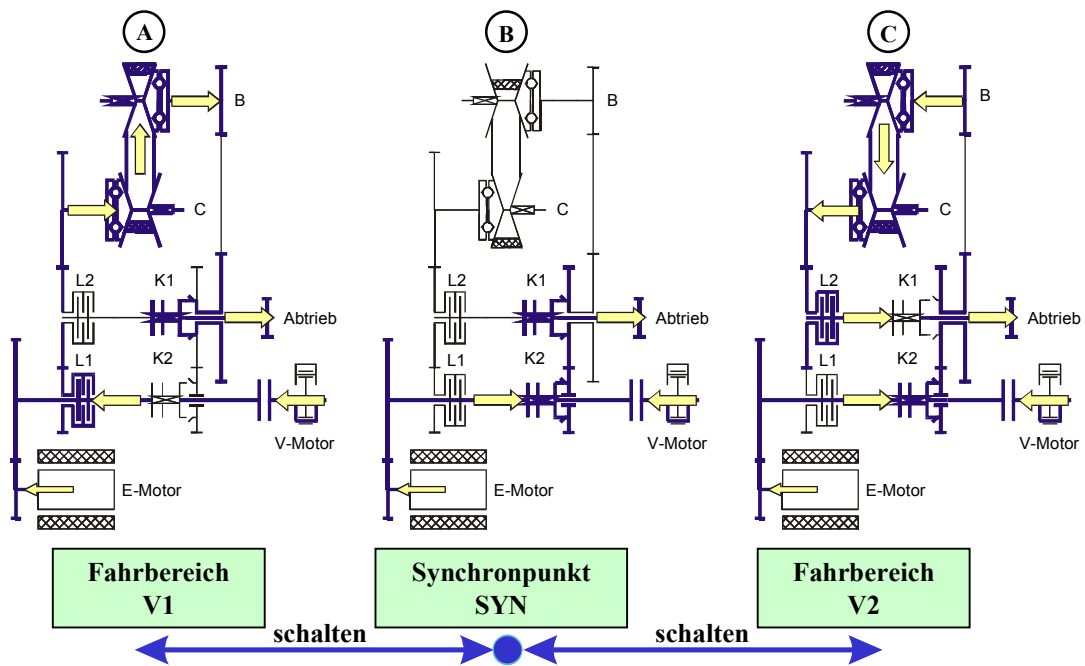 A
B
C
L2
K1
Abtrieb
L1
K2
V-Motor
E-Motor
Fahrbereich
V1
B
B
C
L2
K1
Abtrieb
L1
K2
V-Motor
E-Motor
Synchronpunkt
SYN
C
B
C
L2
K1
Abtrieb
L1
K2
V-Motor
E-Motor
Fahrbereich
V2
schalten
schalten